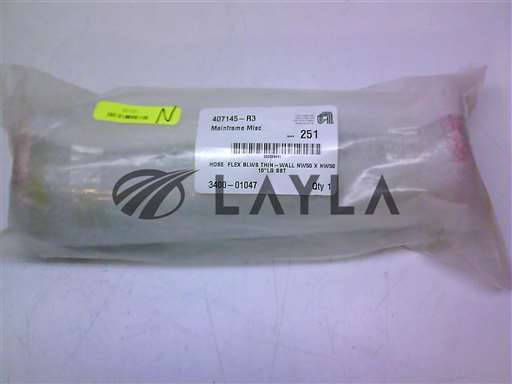 407145-R3
Mainframe Misc
251
HOSE FLEX BLWS THIN-WALL NW50 X NW50
10"LG SST
3400-01047
Qty 1
N
LAYLA